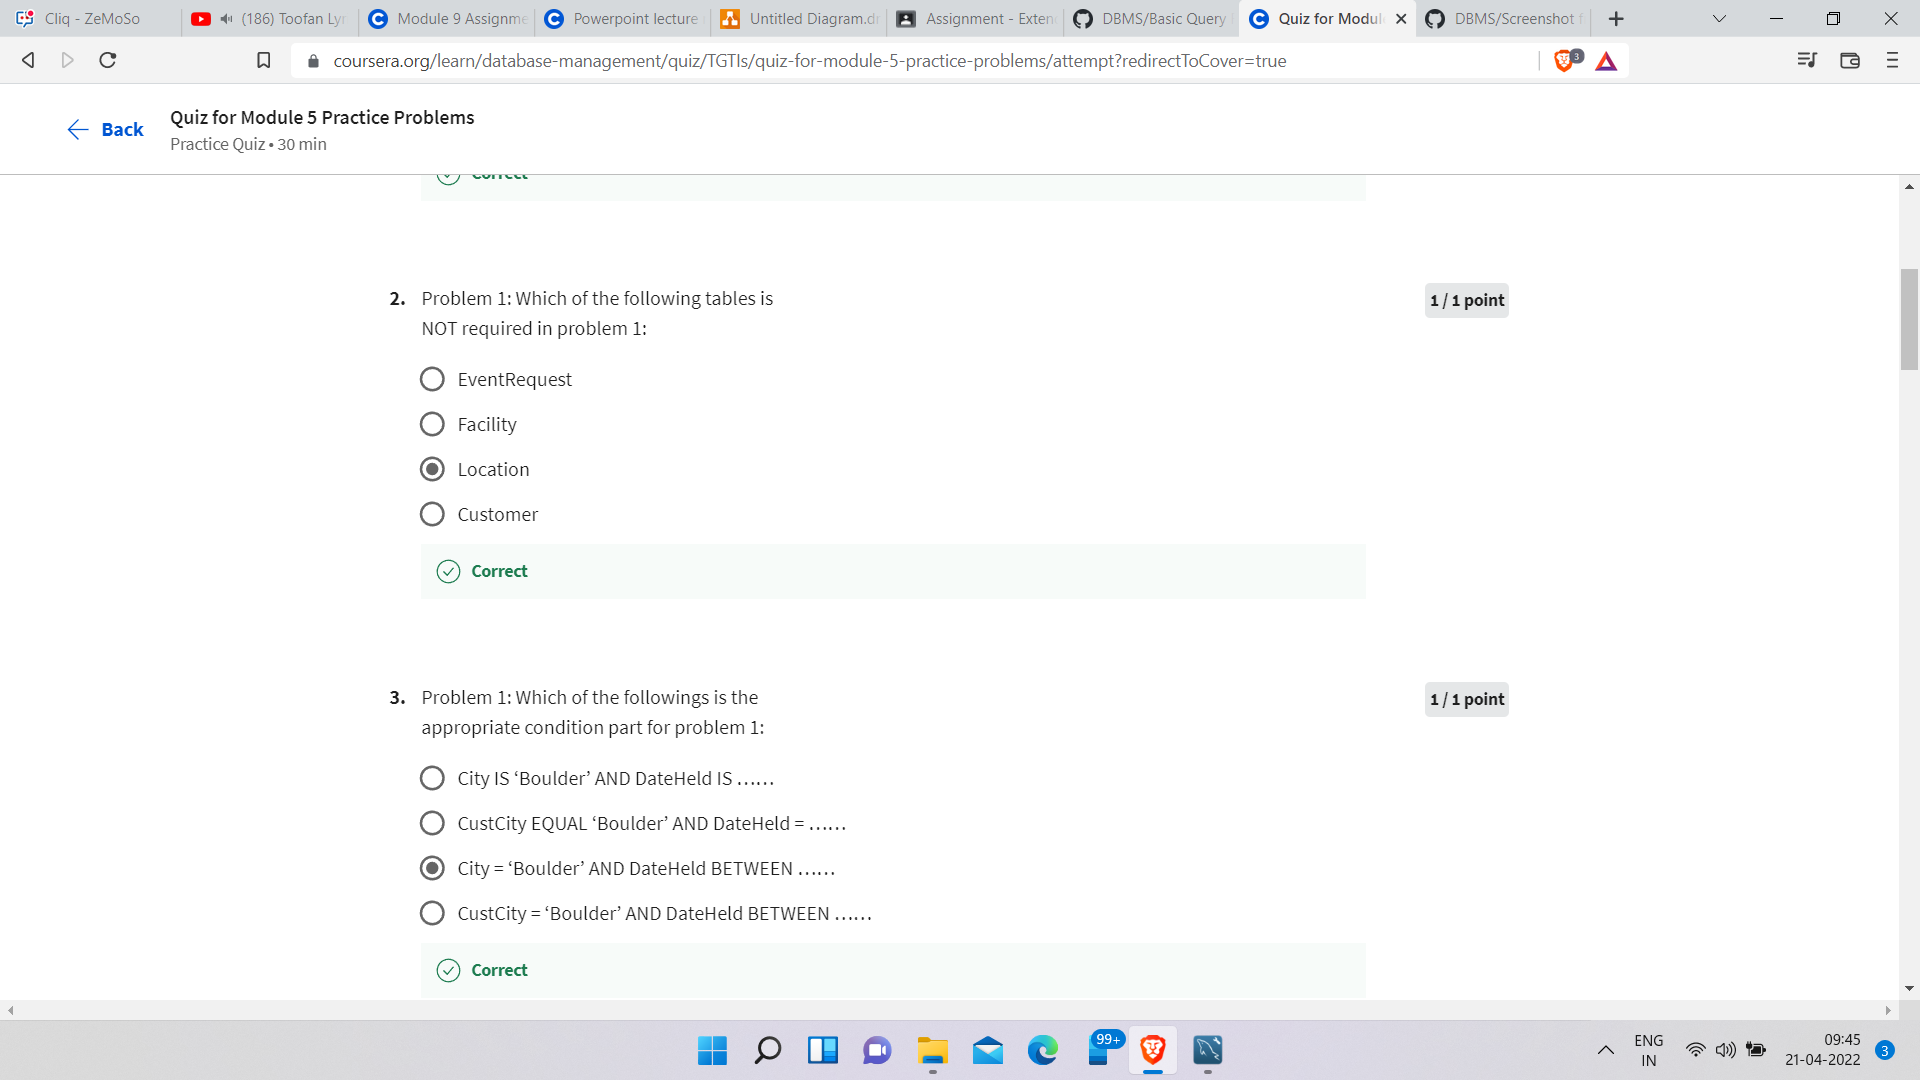 Cliq - ZeMoSo
(186) Toofan Lyr
Module 9 Assignme
Powerpoint lecture
Untitled Diagram.dr
Assignment - Exten
DBMS/Basic Query
Quiz for Modul
DBMS/Screenshot f
coursera.org/learn/database-management/quiz/TGTIs/quiz-for-module-5-practice-problems/attempt?redirectToCover=true
3
Back
Quiz for Module 5 Practice Problems
Practice Quiz • 30 min
Correct
2. Problem 1: Which of the following tables is
NOT required in problem 1:
1 / 1 point
EventRequest
Facility
Location
Customer
Correct
3. Problem 1: Which of the followings is the
appropriate condition part for problem 1:
1 / 1 point
City IS ‘Boulder’ AND DateHeld IS ……
CustCity EQUAL ‘Boulder’ AND DateHeld = ……
City = ‘Boulder’ AND DateHeld BETWEEN ……
CustCity = ‘Boulder’ AND DateHeld BETWEEN ……
Correct
99+
ENG
IN
09:45
21-04-2022
3